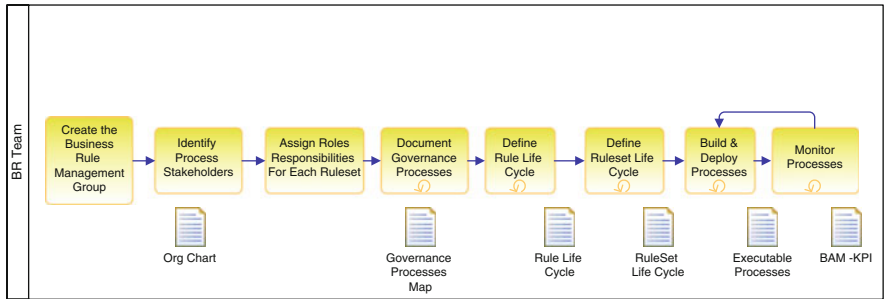 BR Team
Create the
Business
Rule
Management
Group
Identify
Process
Stakeholders
Assign Roles
Responsibilities
For Each Ruleset
Document
Governance
Processes
Define
Rule Life
Cycle
Define
Ruleset Life
Cycle
Build &
Deploy
Processes
Monitor
Processes
Org Chart
Governance
Processes
Map
Rule Life
Cycle
RuleSet
Life Cycle
Executable
Processes
BAM -KPI